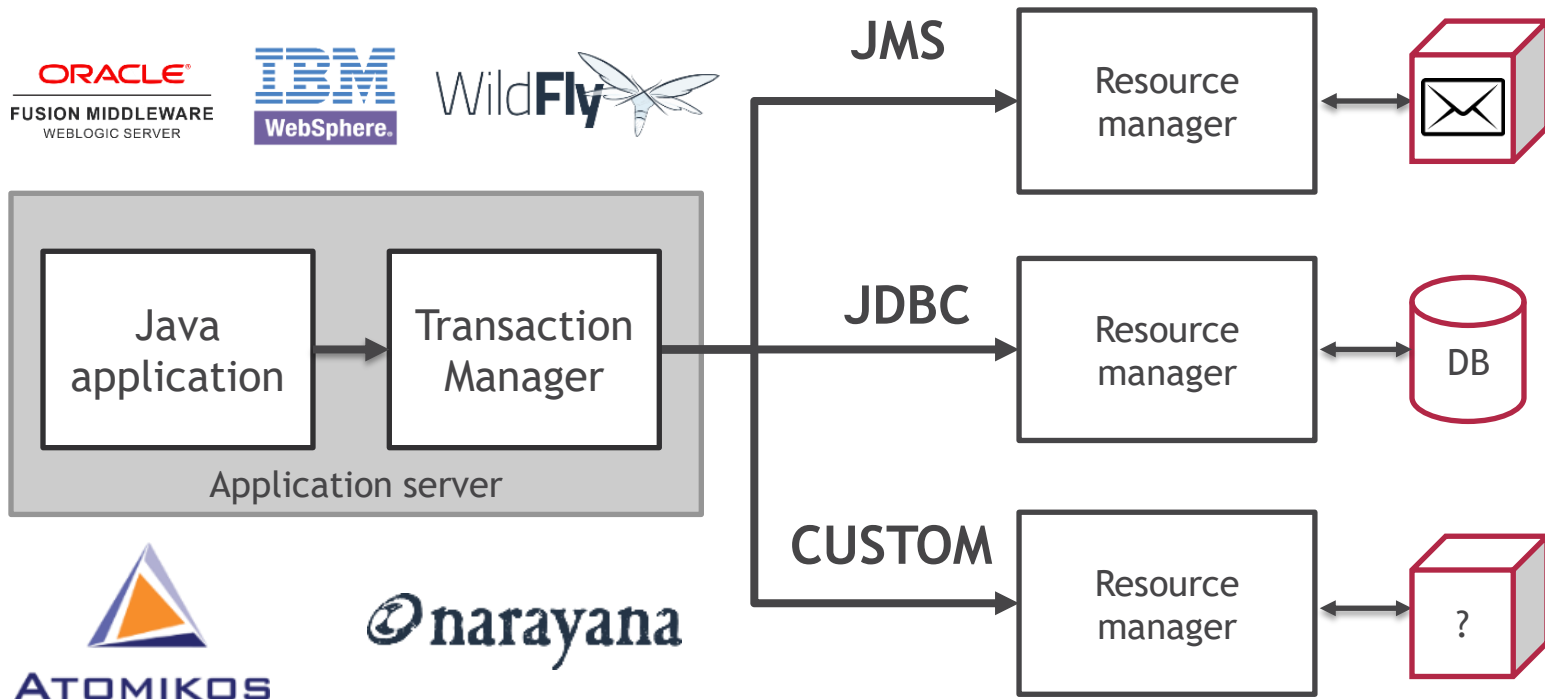 ORACLE®
FUSION MIDDLEWARE
WEBLOGIC SERVER
IBM
WebSphere.
WildFly
JMS
Resource
manager
Java
application
Transaction
Manager
Application server
JDBC
Resource
manager
DB
CUSTOM
Resource
manager
?
ATOMIKOS
narayana